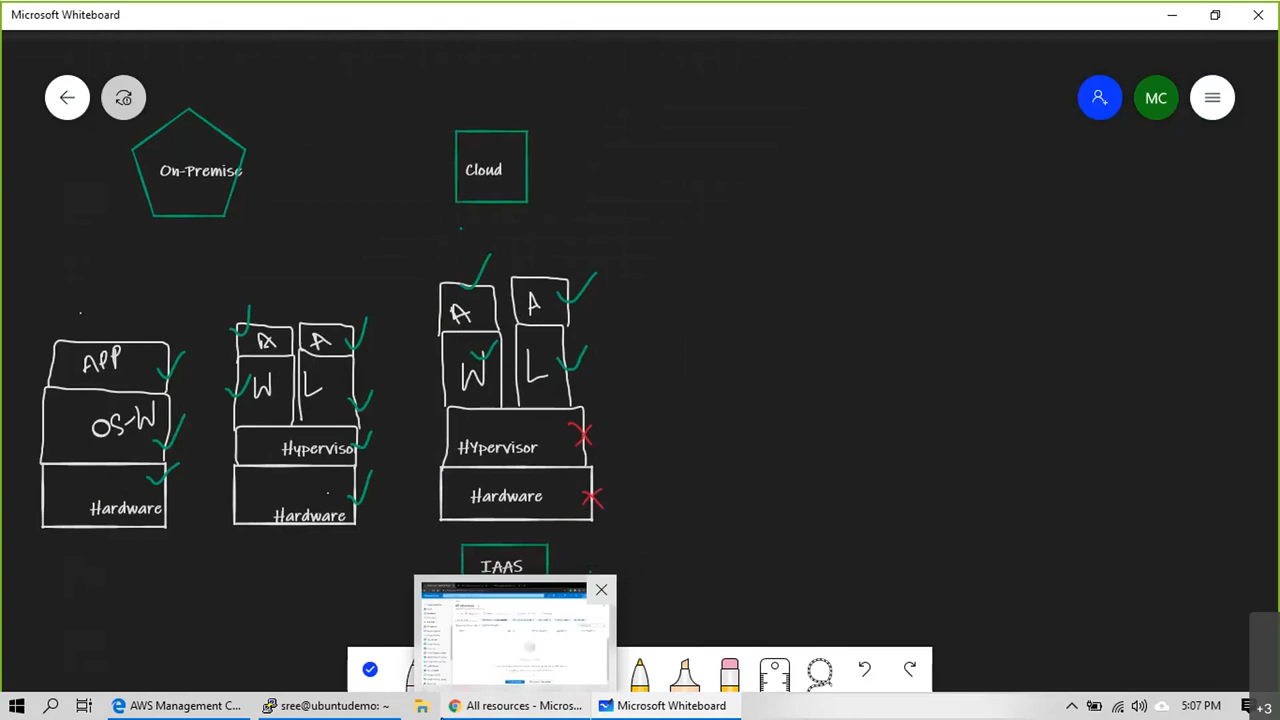 Microsoft Whiteboard
MC
On-Premise
Cloud
APP
OS-W
Hardware
A A
W L
Hypervisor
Hardware
A A
W L
HYpervisor
Hardware
IAAS
AWS Management C...
sree@ubuntudemo: ~
All resources - Micros...
Microsoft Whiteboard
5:07 PM
+3